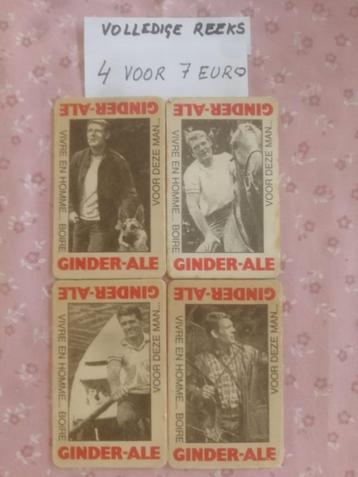 VOLLEDIGE REEKS
4 VOOR 7 EURO
GINDER-ALE
VIVRE EN HOMME... BOIRE
VOOR DEZE MAN...
GINDER-ALE
GINDER-ALE
VIVRE EN HOMME... BOIRE
VOOR DEZE MAN...
GINDER-ALE
GINDER-ALE
VIVRE EN HOMME... BOIRE
VOOR DEZE MAN...
GINDER-ALE
GINDER-ALE
VIVRE EN HOMME... BOIRE
VOOR DEZE MAN...
GINDER-ALE